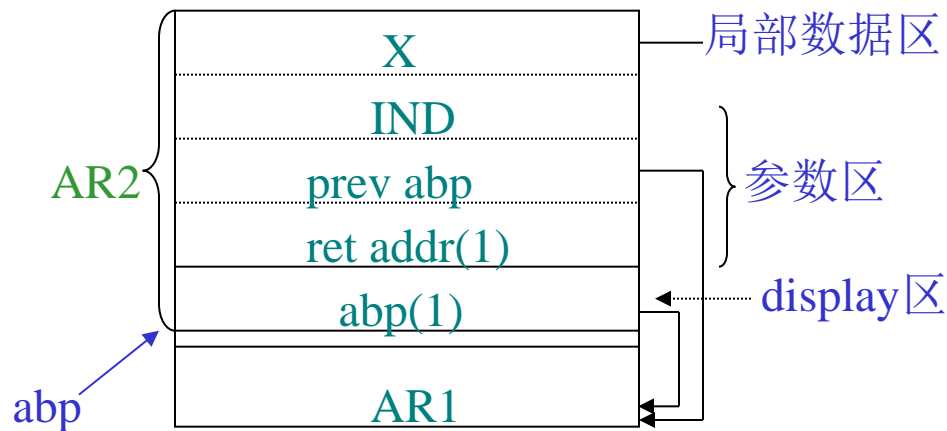 X
局部数据区
IND
AR2
prev abp
参数区
ret addr(1)
abp(1)
display区
abp
AR1